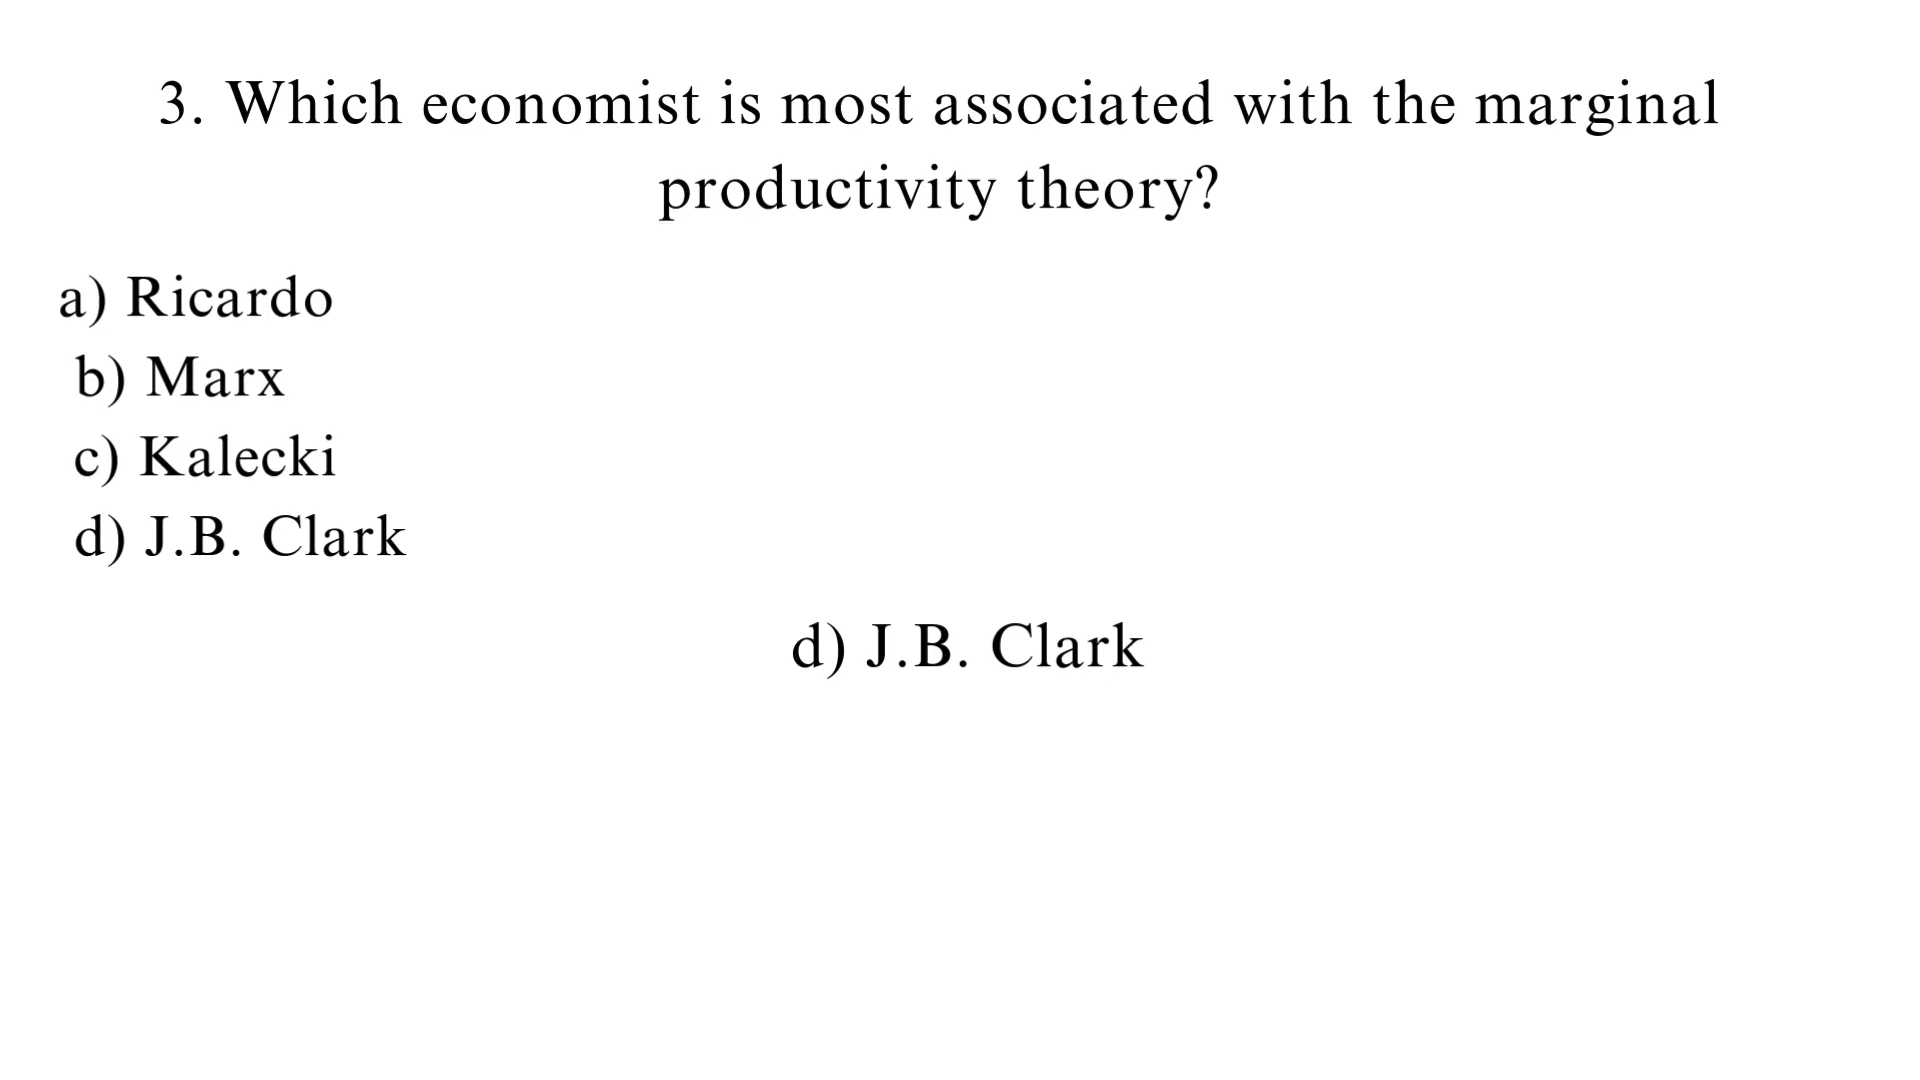 3. Which economist is most associated with the marginal
productivity theory?
a) Ricardo
b) Marx
c) Kalecki
d) J.B. Clark
d) J.B. Clark